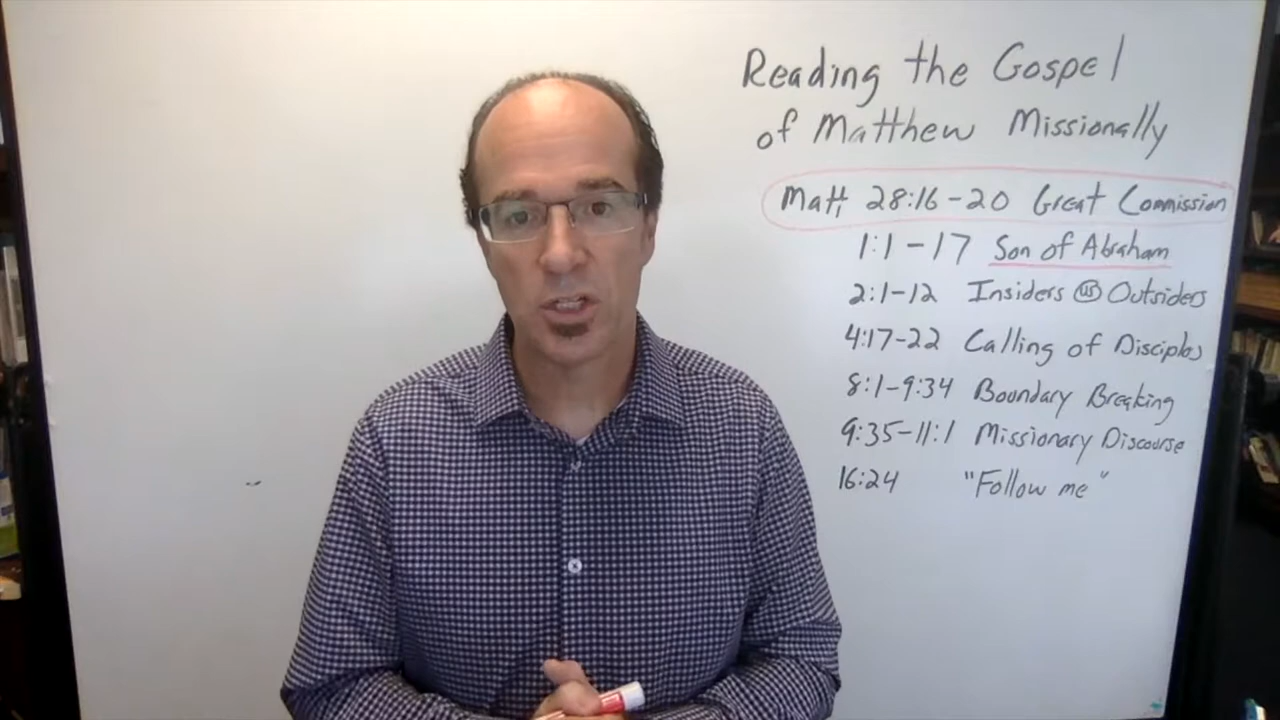 Reading the Gospel
of Matthew Missionally
Matt 28:16-20 Great Commission
1:1-17 Son of Abraham
2:1-12 Insiders vs Outsiders
4:17-22 Calling of Disciples
8:1-9:34 Boundary Breaking
9:35-11:1 Missionary Discourse
16:24 "Follow me"